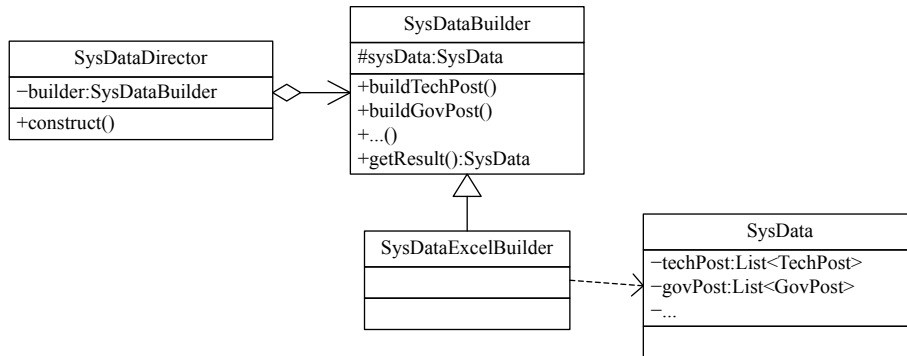 SysDataDirector
−builder:SysDataBuilder
+construct()
SysDataBuilder
#sysData:SysData
+buildTechPost()
+buildGovPost()
+...()
+getResult():SysData
SysDataExcelBuilder
SysData
−techPost:List<TechPost>
−govPost:List<GovPost>
−...